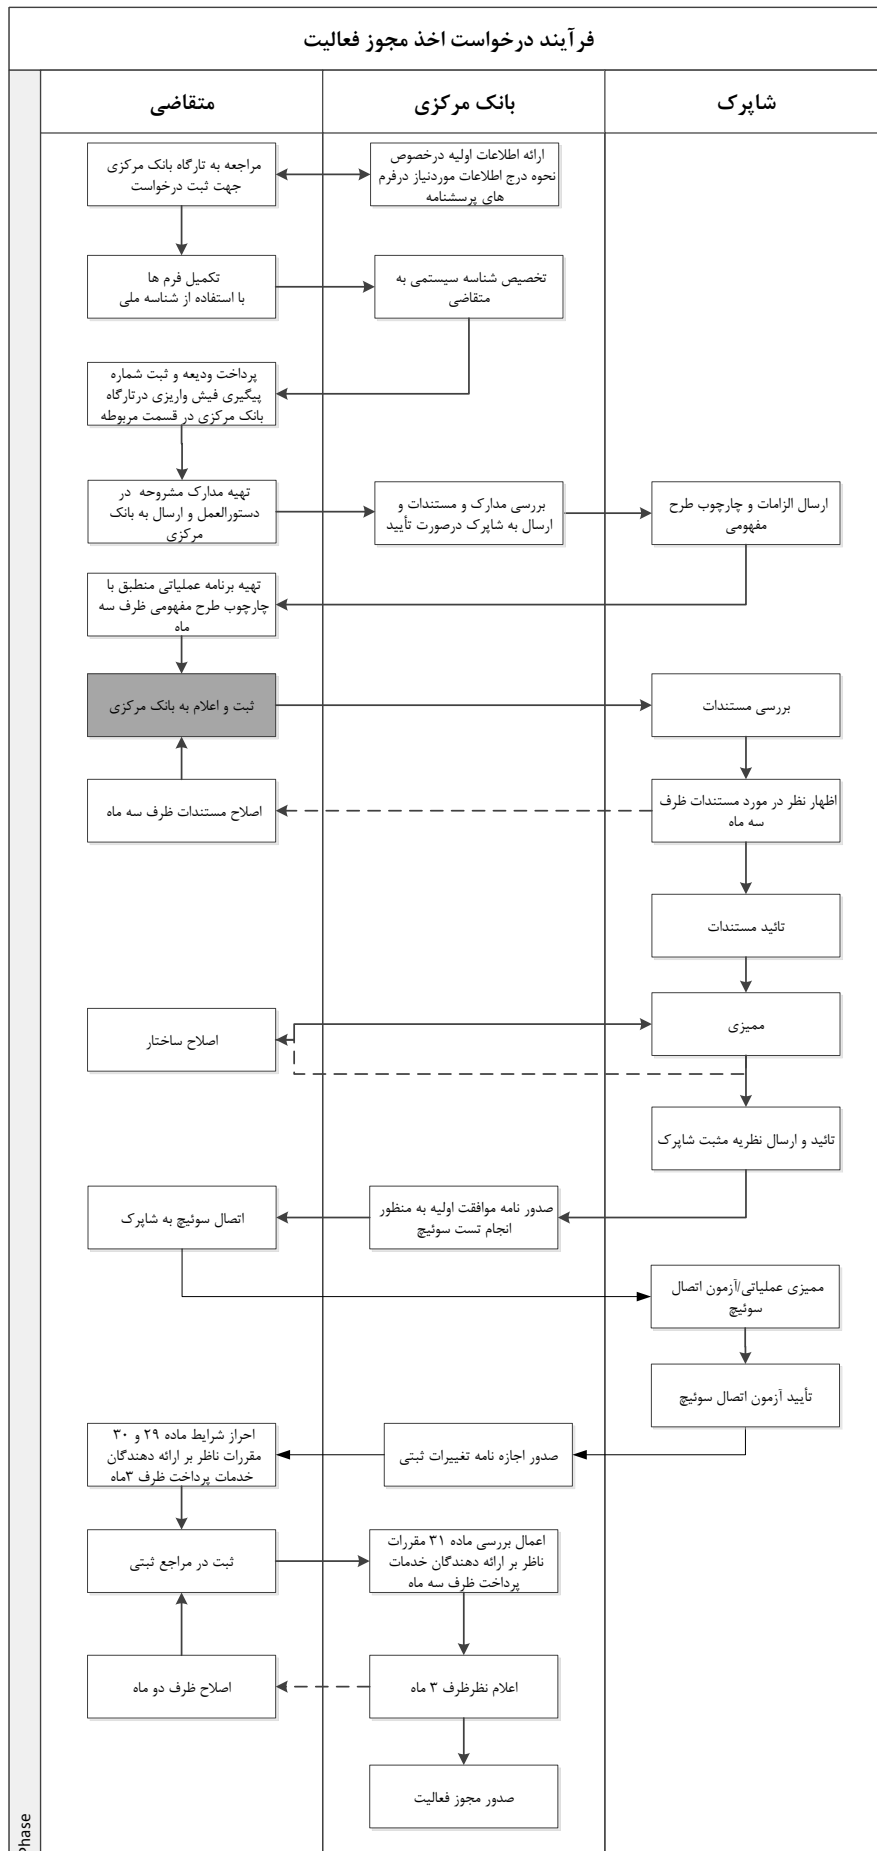 فرآیند درخواست اخذ مجوز فعالیت
متقاضی
بانک مرکزی
شاپرک
مراجعه به تارگاه بانک مرکزی
جهت ثبت درخواست
ارائه اطلاعات اولیه درخصوص
نحوه درج اطلاعات موردنیاز درفرم
های پرسشنامه
تکمیل فرم ها
با استفاده از شناسه ملی
تخصیص شناسه سیستمی به
متقاضی
پرداخت ودیعه و ثبت شماره
پیگیری فیش واریزی درتارگاه
بانک مرکزی در قسمت مربوطه
تهیه مدارک مشروحه در
دستورالعمل و ارسال به بانک
مرکزی
بررسی مدارک و مستندات و
ارسال به شاپرک درصورت تأیید
ارسال الزامات و چارچوب طرح
مفهومی
تهیه برنامه عملیاتی منطبق با
چارچوب طرح مفهومی ظرف سه
ماه
ثبت و اعلام به بانک مرکزی
بررسی مستندات
اظهار نظر در مورد مستندات ظرف
سه ماه
اصلاح مستندات ظرف سه ماه
تائید مستندات
ممیزی
اصلاح ساختار
تائید و ارسال نظریه مثبت شاپرک
صدور نامه موافقت اولیه به منظور
انجام تست سوئیچ
اتصال سوئیچ به شاپرک
ممیزی عملیاتی/آزمون اتصال
سوئیچ
تأیید آزمون اتصال سوئیچ
صدور اجازه نامه تغییرات ثبتی
احراز شرایط ماده ۲۹ و ۳۰
مقررات ناظر بر ارائه دهندگان
خدمات پرداخت ظرف ۳ماه
ثبت در مراجع ثبتی
اعمال بررسی ماده ۳۱ مقررات
ناظر بر ارائه دهندگان خدمات
پرداخت ظرف سه ماه
اعلام نظرظرف ۳ ماه
اصلاح ظرف دو ماه
صدور مجوز فعالیت
Phase